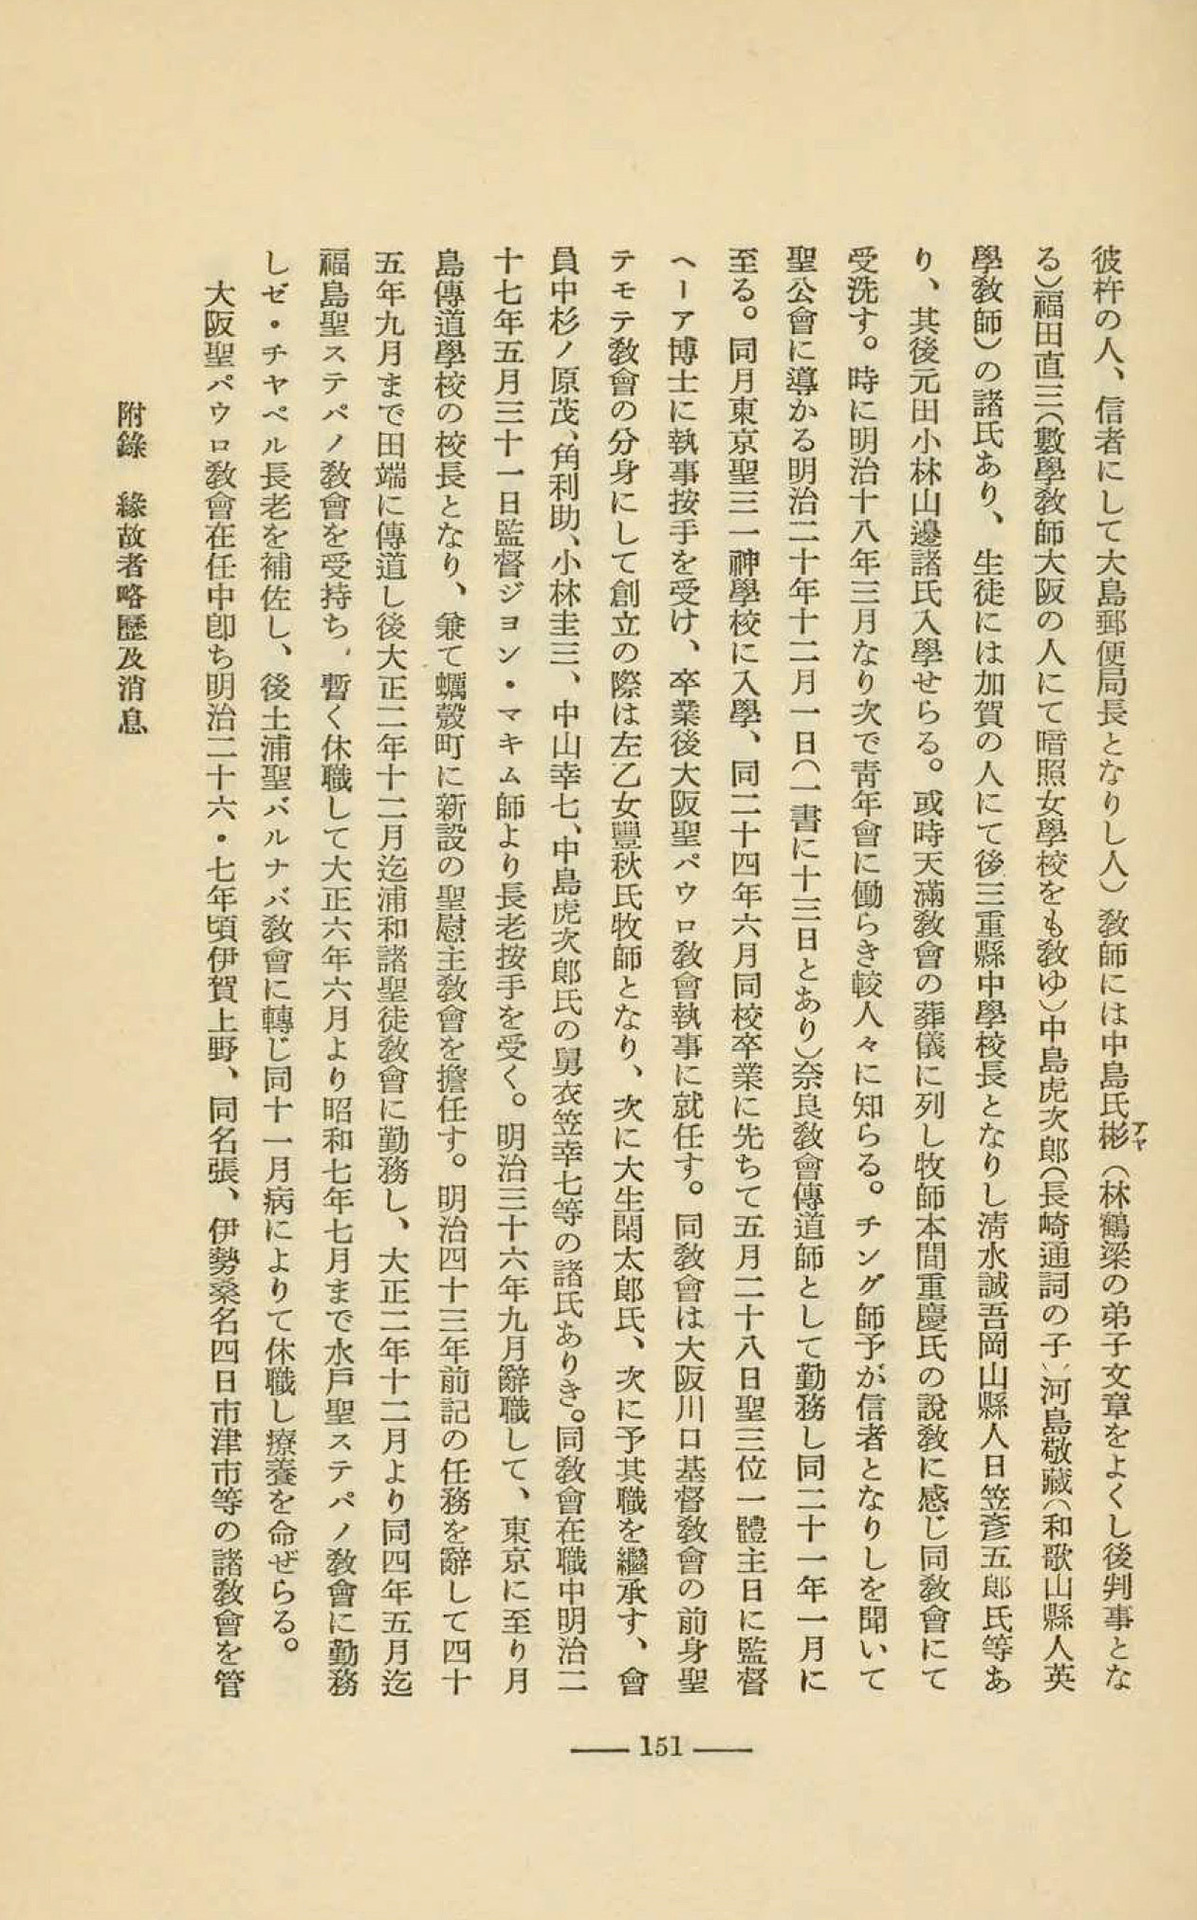 彼杵の人、信者にして大島郵便局長となりし人）敎師には中島氏彬（林鶴梁の弟子文章をよくし後判事とな
アヤ
る）福田直三（數學敎師大阪の人にて暗照女學校をも敎ゆ）中島虎次郎（長崎通詞の子）河島敬藏（和歌山縣人英
學敎師）の諸氏あり、生徒には加賀の人にて後三重縣中學校長となりし淸水誠吾岡山縣人日笠彥五郎氏等あ
り、其後元田小林山邊諸氏入學せらる。或時天滿敎會の葬儀に列し牧師本間重慶氏の說敎に感じ同敎會にて
受洗す。時に明治十八年三月なり次で靑年會に働らき較人々に知らる。チング師予が信者となりしを聞いて
聖公會に導かる明治二十年十二月一日（一書に十三日とあり）奈良敎會傳道師として勤務し同二十一年一月に
至る。同月東京聖三一神學校に入學、同二十四年六月同校卒業に先ちて五月二十八日聖三位一體主日に監督
ヘーア博士に執事按手を受け、卒業後大阪聖パウロ敎會執事に就任す。同敎會は大阪川口基督敎會の前身聖
テモテ敎會の分身にして創立の際は左乙女豐秋氏牧師となり、次に大生閑太郎氏、次に予其職を繼承す、會
員中杉ノ原茂、角利助、小林圭三、中山幸七、中島虎次郎氏の舅衣笠幸七等の諸氏ありき。同敎會在職中明治二
十七年五月三十一日監督ジョン・マキム師より長老按手を受く。明治三十六年九月辭職して、東京に至り月
島傳道學校の校長となり、兼て蠣殼町に新設の聖慰主敎會を擔任す。明治四十三年前記の任務を辭して四十
五年九月まで田端に傳道し後大正二年十二月迄浦和諸聖徒敎會に勤務し、大正二年十二月より同四年五月迄
福島聖ステパノ敎會を受持ち、暫く休職して大正六年六月より昭和七年七月まで水戶聖ステパノ敎會に勤務
しゼ・チヤペル長老を補佐し、後土浦聖バルナバ敎會に轉じ同十一月病によりて休職し療養を命ぜらる。
大阪聖パウロ敎會在任中卽ち明治二十六・七年頃伊賀上野、同名張、伊勢桑名四日市津市等の諸敎會を管
附錄　緣故者略歷及消息
151